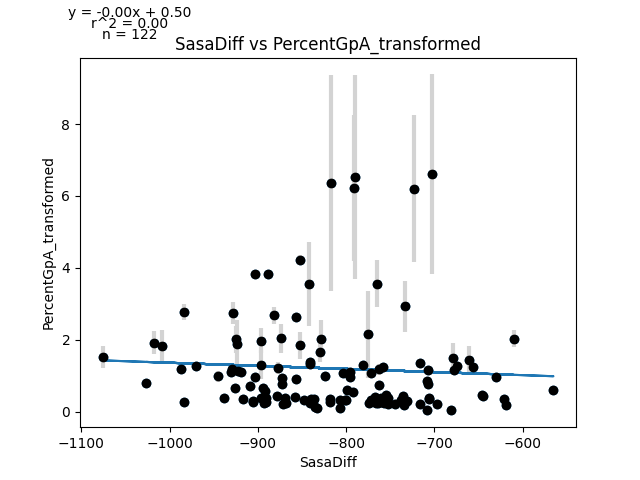 y = -0.00x + 0.50
r^2 = 0.00
n = 122
SasaDiff vs PercentGpA_transformed
PercentGpA_transformed
8
6
4
2
0
−1100 −1000 −900 −800 −700 −600
SasaDiff